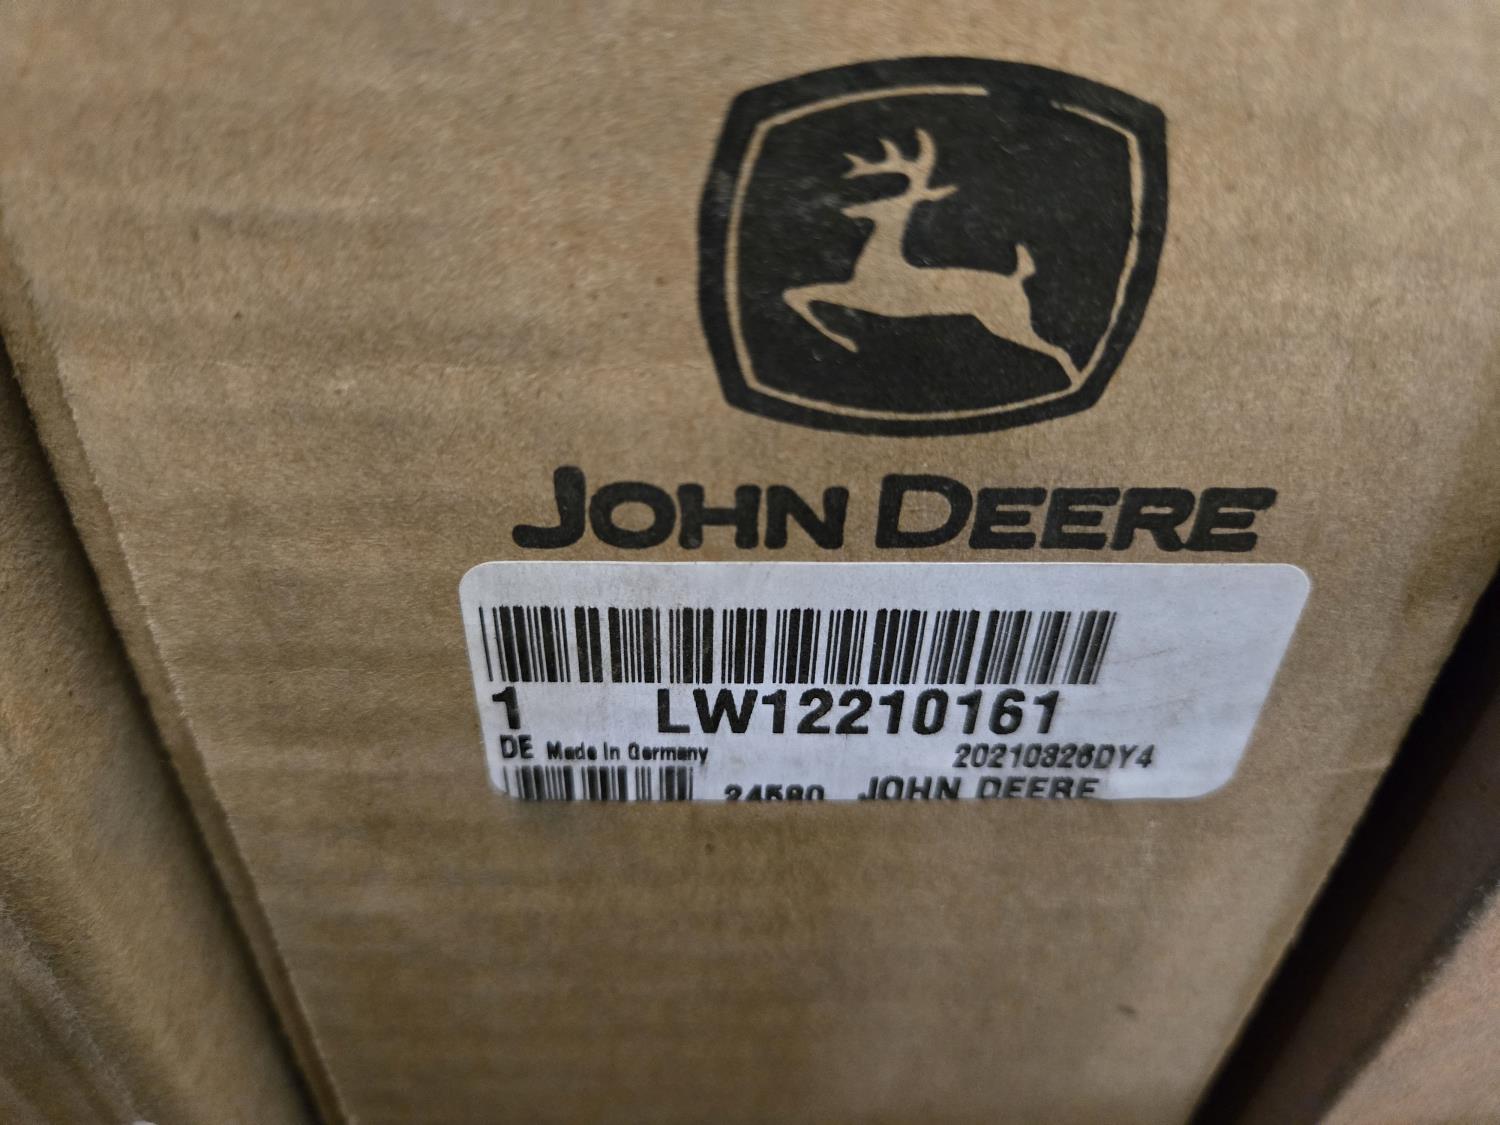 JOHN DEERE
1 LW12210161
DE Made In Germany 20210826DY4
24580 JOHN DEERE